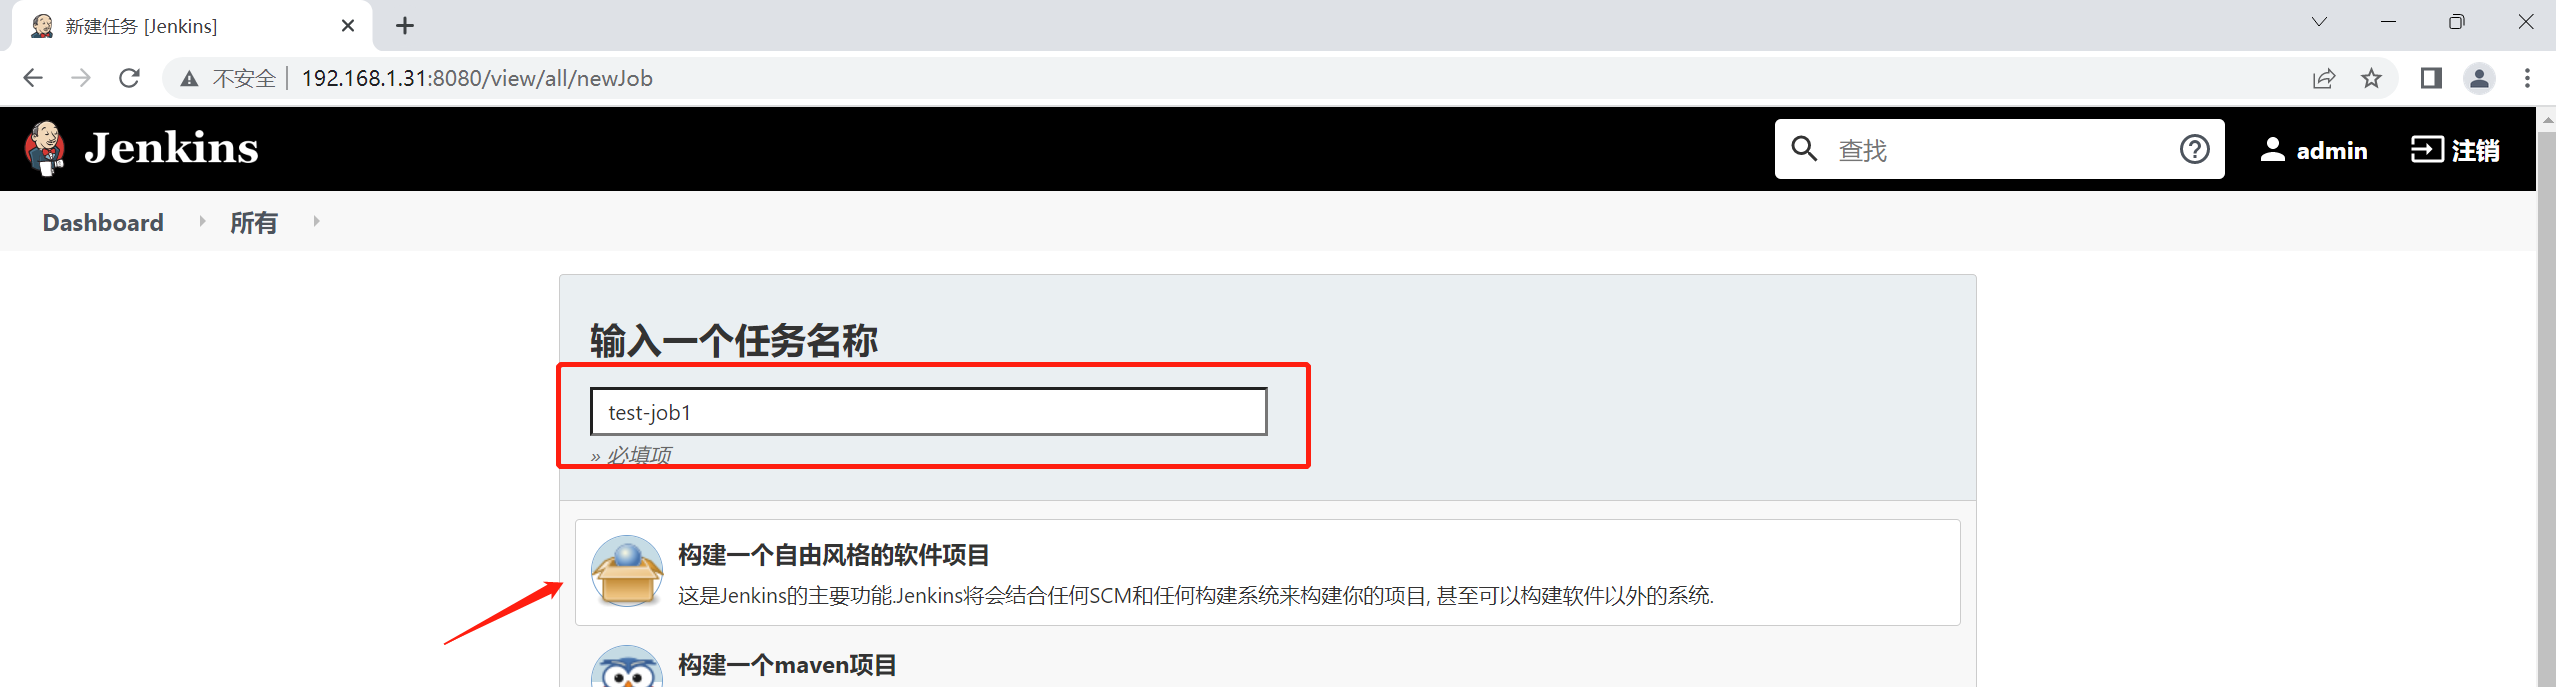 新建任务 [Jenkins]
不安全 192.168.1.31:8080/view/all/newJob
Jenkins 查找 admin 注销
Dashboard 所有
输入一个任务名称
test-job1
» 必填项
构建一个自由风格的软件项目
这是Jenkins的主要功能.Jenkins将会结合任何SCM和任何构建系统来构建你的项目, 甚至可以构建软件以外的系统.
构建一个maven项目